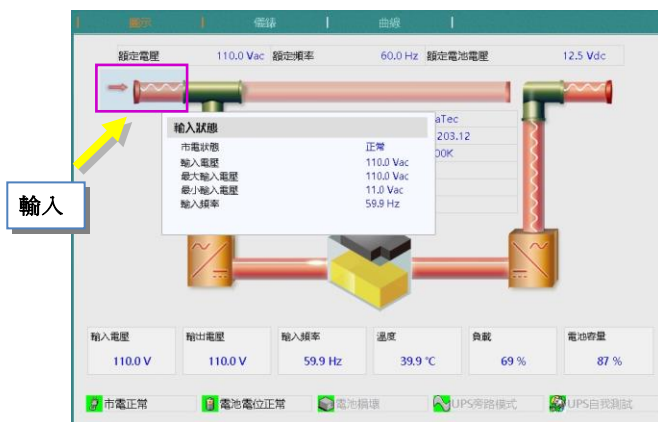 圖示 儀錶 曲線
額定電壓 110.0 Vac 額定頻率 60.0 Hz 額定電池電壓 12.5 Vdc
輸入狀態
市電狀態 正常
輸入電壓 110.0 Vac
最大輸入電壓 110.0 Vac
最小輸入電壓 11.0 Vac
輸入頻率 59.9 Hz
aTec
203.12
00K
輸入
輸入電壓 輸出電壓 輸入頻率 溫度 負載 電池容量
110.0 V 110.0 V 59.9 Hz 39.9 ℃ 69 % 87 %
市電正常 電池電位正常 電池損壞 UPS旁路模式 UPS自我測試